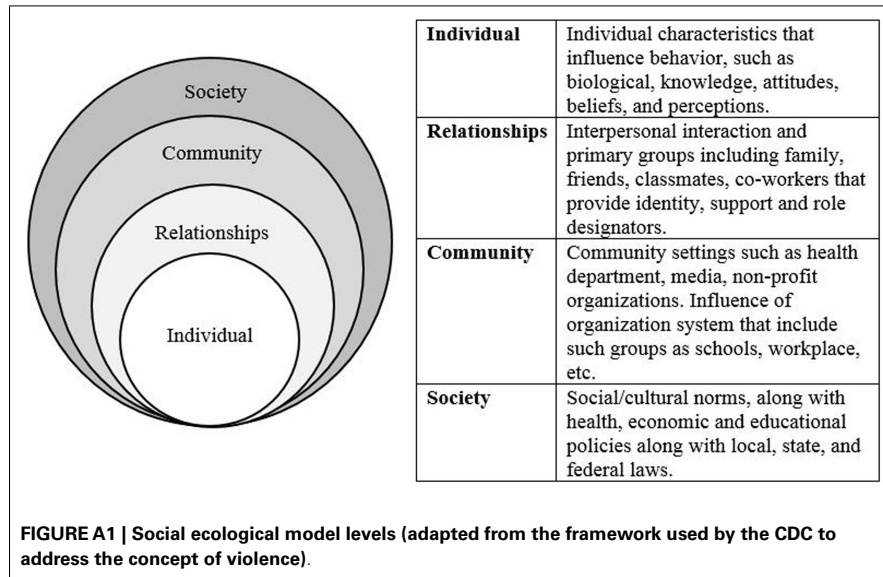 Society
Community
Relationships
Individual
Individual
Individual characteristics that
influence behavior, such as
biological, knowledge, attitudes,
beliefs, and perceptions.
Relationships
Interpersonal interaction and
primary groups including family,
friends, classmates, co-workers that
provide identity, support and role
designators.
Community
Community settings such as health
department, media, non-profit
organizations. Influence of
organization system that include
such groups as schools, workplace,
etc.
Society
Social/cultural norms, along with
health, economic and educational
policies along with local, state, and
federal laws.
FIGURE A1 | Social ecological model levels (adapted from the framework used by the CDC to
address the concept of violence).